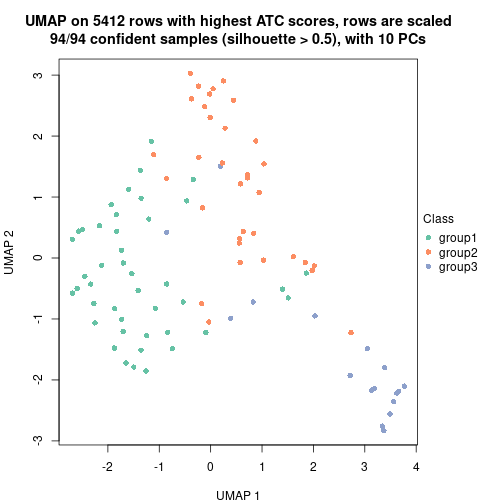 UMAP on 5412 rows with highest ATC scores, rows are scaled
94/94 confident samples (silhouette > 0.5), with 10 PCs
3
2
1
0
-1
-2
-3
UMAP 2
-2 -1 0 1 2 3 4
UMAP 1
Class
group1
group2
group3